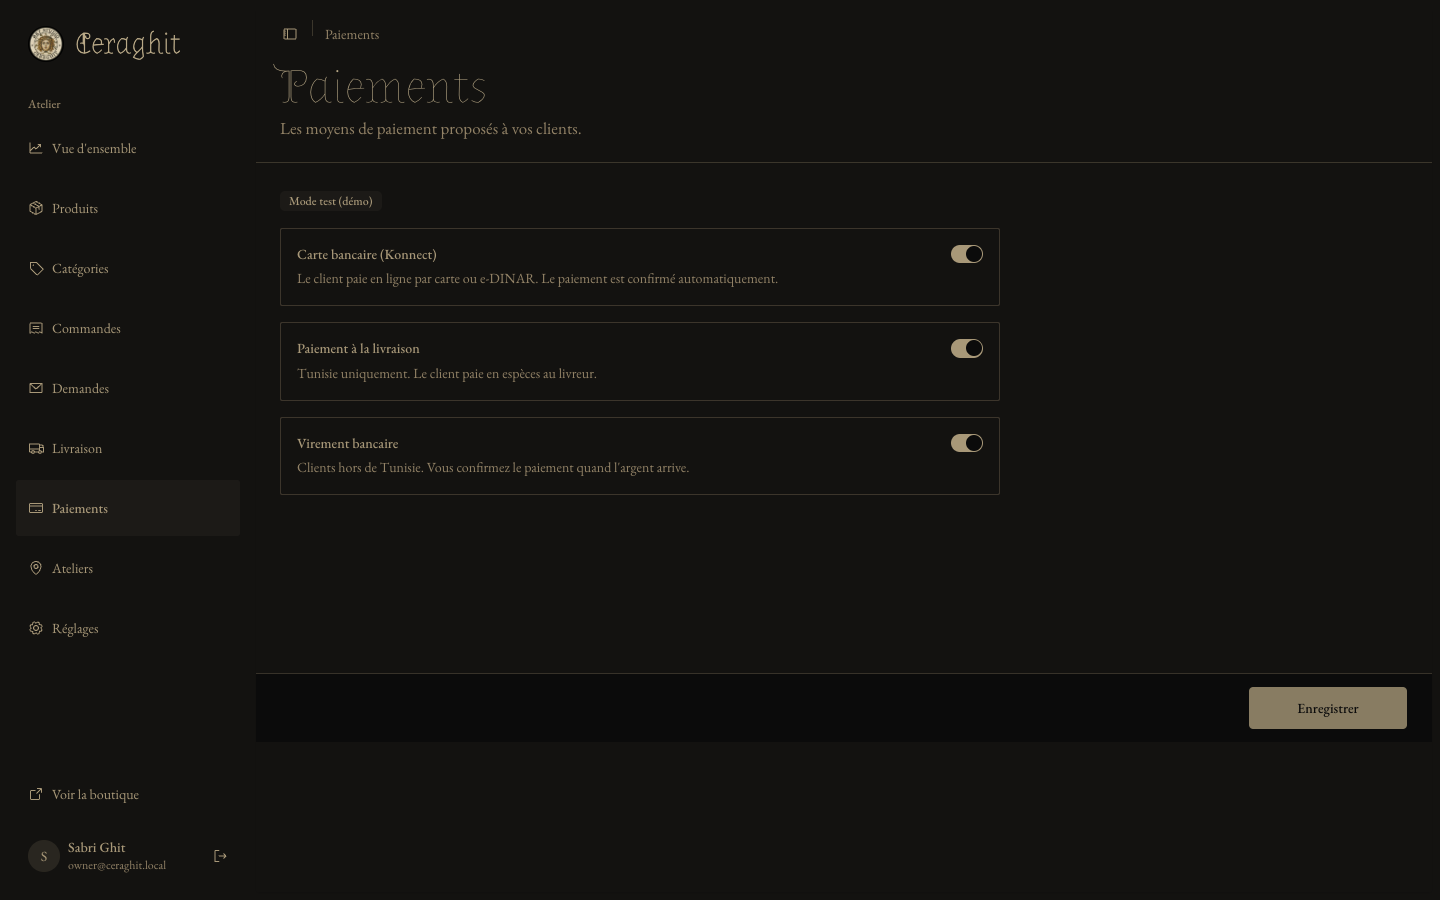 Ceraghit
Atelier
Vue d'ensemble
Produits
Catégories
Commandes
Demandes
Livraison
Paiements
Ateliers
Réglages
Voir la boutique
S
Sabri Ghit
owner@ceraghit.local
Paiements
Paiements
Les moyens de paiement proposés à vos clients.
Mode test (démo)
Carte bancaire (Konnect)
Le client paie en ligne par carte ou e-DINAR. Le paiement est confirmé automatiquement.
Paiement à la livraison
Tunisie uniquement. Le client paie en espèces au livreur.
Virement bancaire
Clients hors de Tunisie. Vous confirmez le paiement quand l'argent arrive.
Enregistrer